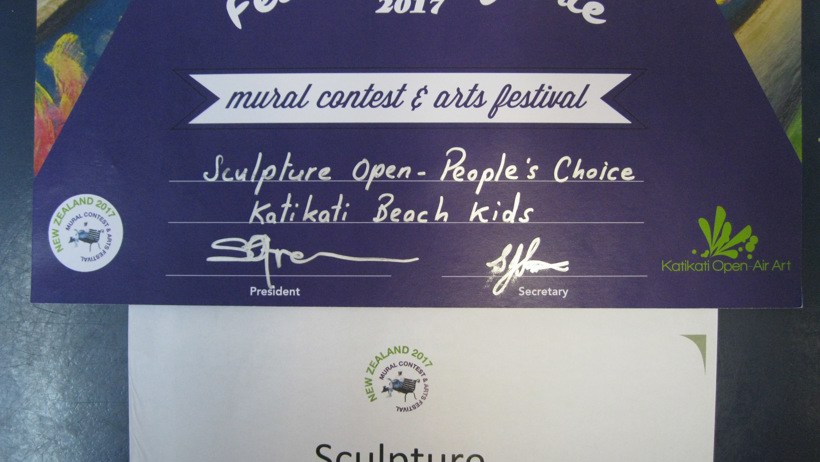 2017
mural contest & arts festival
Sculpture Open - People's Choice
Katikati Beach Kids
NEW ZEALAND 2017
MURAL CONTEST & ARTS FESTIVAL
Katikati Open Air Art
President
Secretary
NEW ZEALAND 2017
MURAL CONTEST & ARTS FESTIVAL
Sculpture